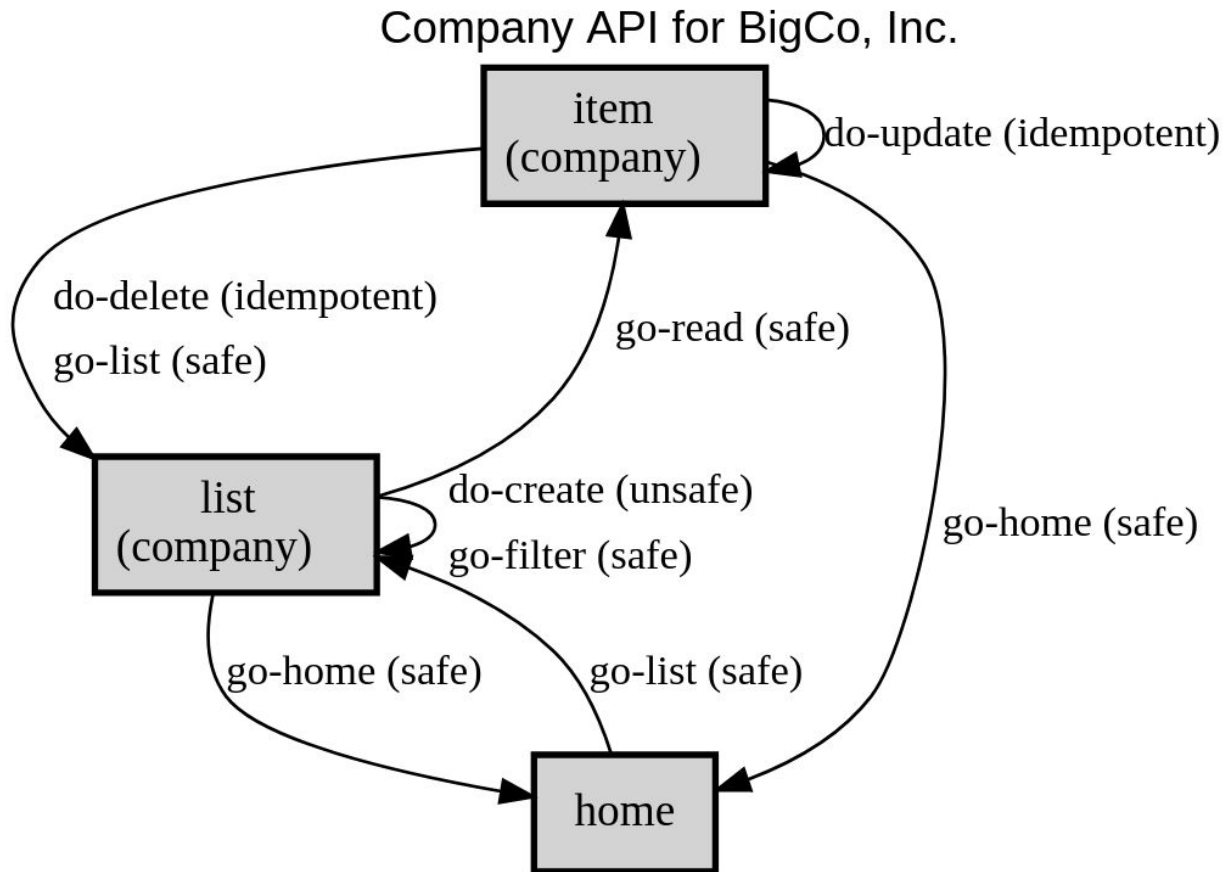 Company API for BigCo, Inc.
item
(company)
do-update (idempotent)
do-delete (idempotent)
go-list (safe)
go-read (safe)
list
(company)
do-create (unsafe)
go-filter (safe)
go-home (safe)
go-home (safe)
go-list (safe)
home